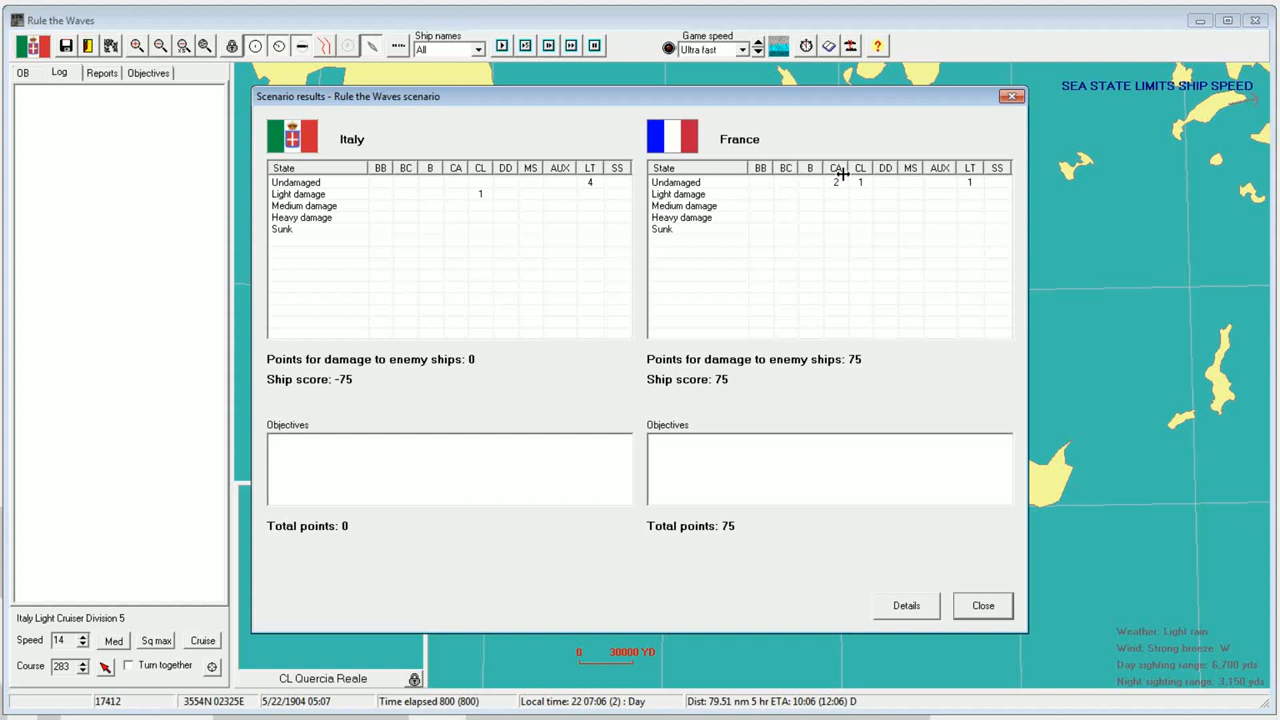 Rule the Waves
Ship names
All
Game speed
Ultra fast
OB Log Reports Objectives
SEA STATE LIMITS SHIP SPEED
Scenario results - Rule the Waves scenario
Italy
State BB BC B CA CL DD MS AUX LT SS
Undamaged 4
Light damage 1
Medium damage
Heavy damage
Sunk
Points for damage to enemy ships: 0
Ship score: -75
Objectives
Total points: 0
France
State BB BC B CA CL DD MS AUX LT SS
Undamaged 2 1 1
Light damage
Medium damage
Heavy damage
Sunk
Points for damage to enemy ships: 75
Ship score: 75
Objectives
Total points: 75
Details Close
Italy Light Cruiser Division 5
Speed 14 Med Sq max Cruise
Course 283 Turn together
0 30000 YD
CL Quercia Reale
Weather: Light rain
Wind: Strong breeze W
Day sighting range: 6,700 yds
Night sighting range: 3,150 yds
17412 3554N 02325E 5/22/1904 05:07 Time elapsed 800 (800) Local time: 22 07:06 (2) : Day Dist: 79.51 nm 5 hr ETA: 10:06 (12:06) D